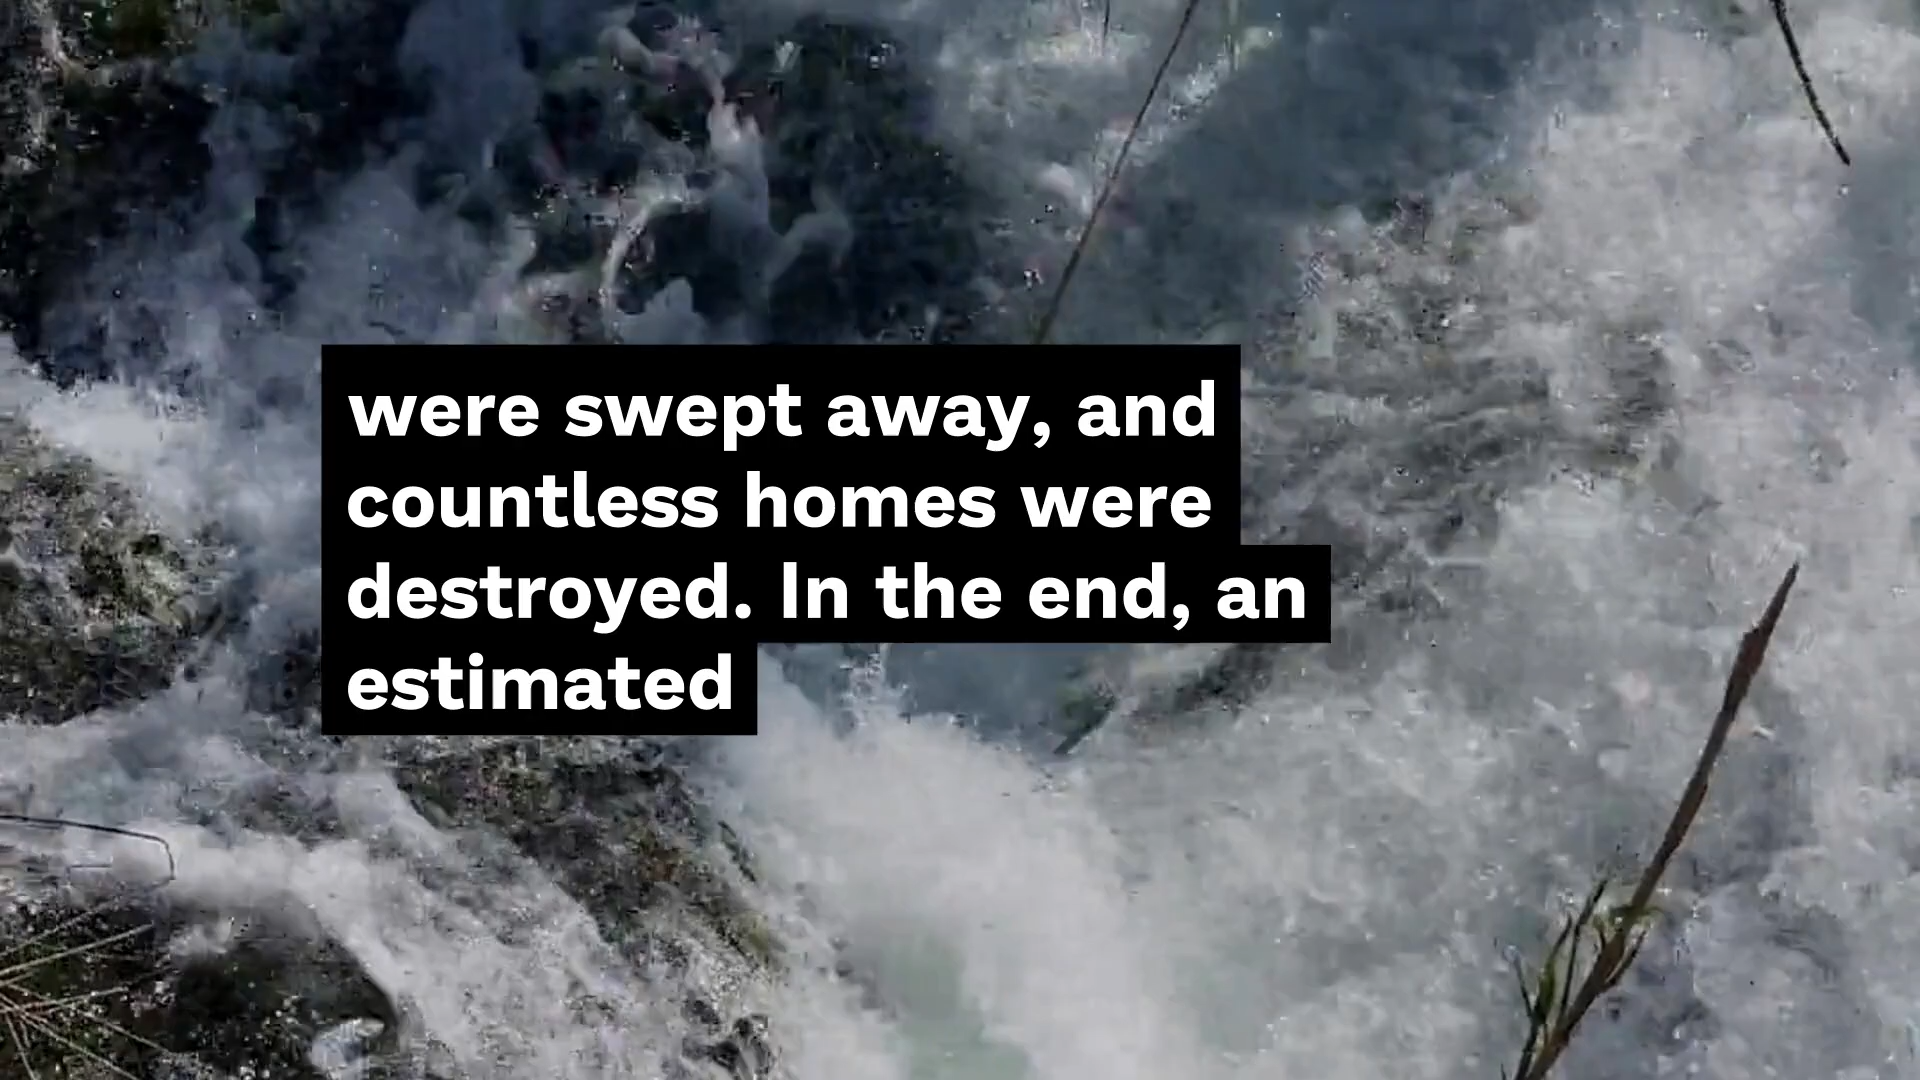 were swept away, and
countless homes were
destroyed. In the end, an
estimated